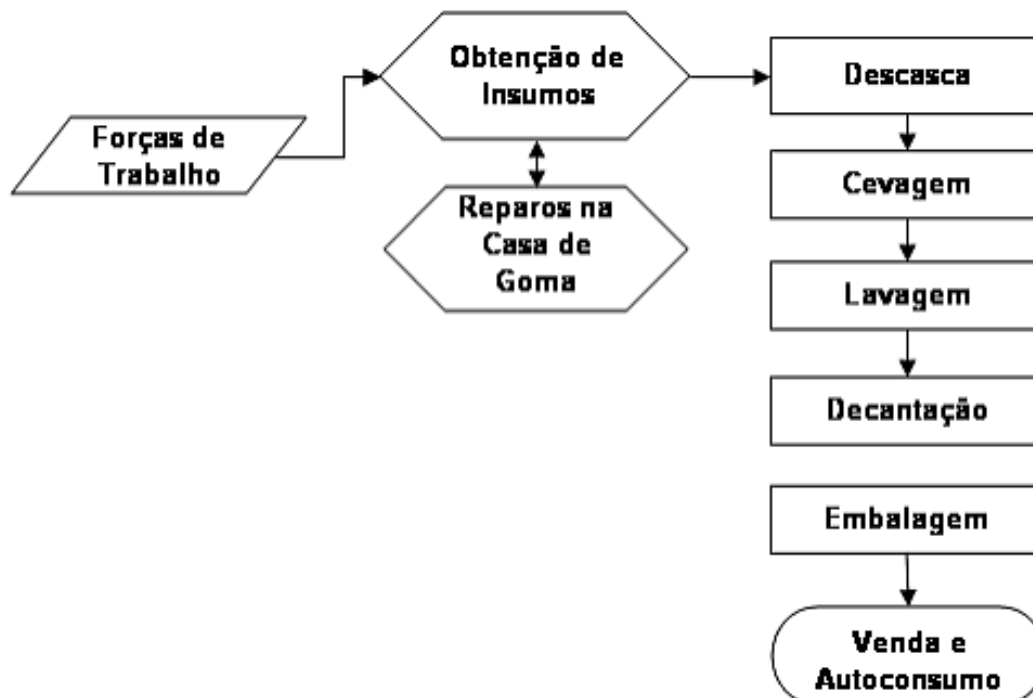 Obtenção de
Insumos
Descasca
Forças de
Trabalho
Cevagem
Reparos na
Casa de
Goma
Lavagem
Decantação
Embalagem
Venda e
Autoconsumo